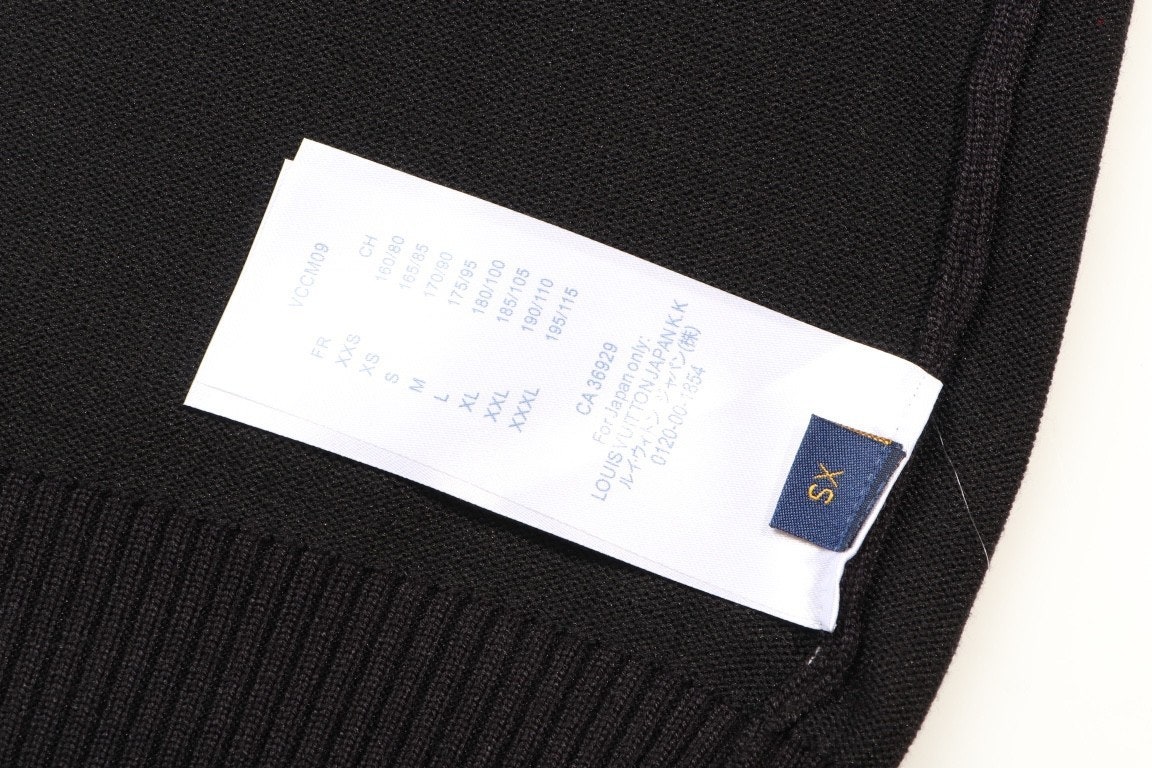 VCCM09
FR CH
XXS 160/80
XS 165/85
S 170/90
M 175/95
L 180/100
XL 185/105
XXL 190/110
XXXL 195/115
CA 36929
For Japan only:
LOUIS VUITTON JAPAN K.K
ルイ・ヴィトン ジャパン(株)
0120-00-1854
XS